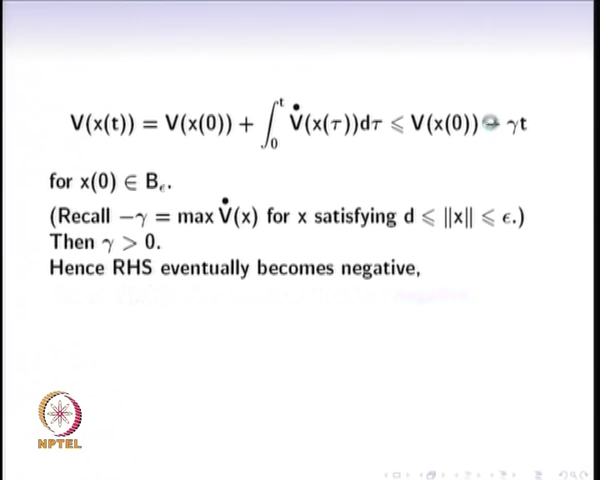 V(x(t)) = V(x(0)) + ∫₀ᵗ V̇(x(τ))dτ ⩽ V(x(0)) − γt
for x(0) ∈ Bϵ.
(Recall −γ = max V̇(x) for x satisfying d ⩽ ||x|| ⩽ ϵ.)
Then γ > 0.
Hence RHS eventually becomes negative,
NPTEL